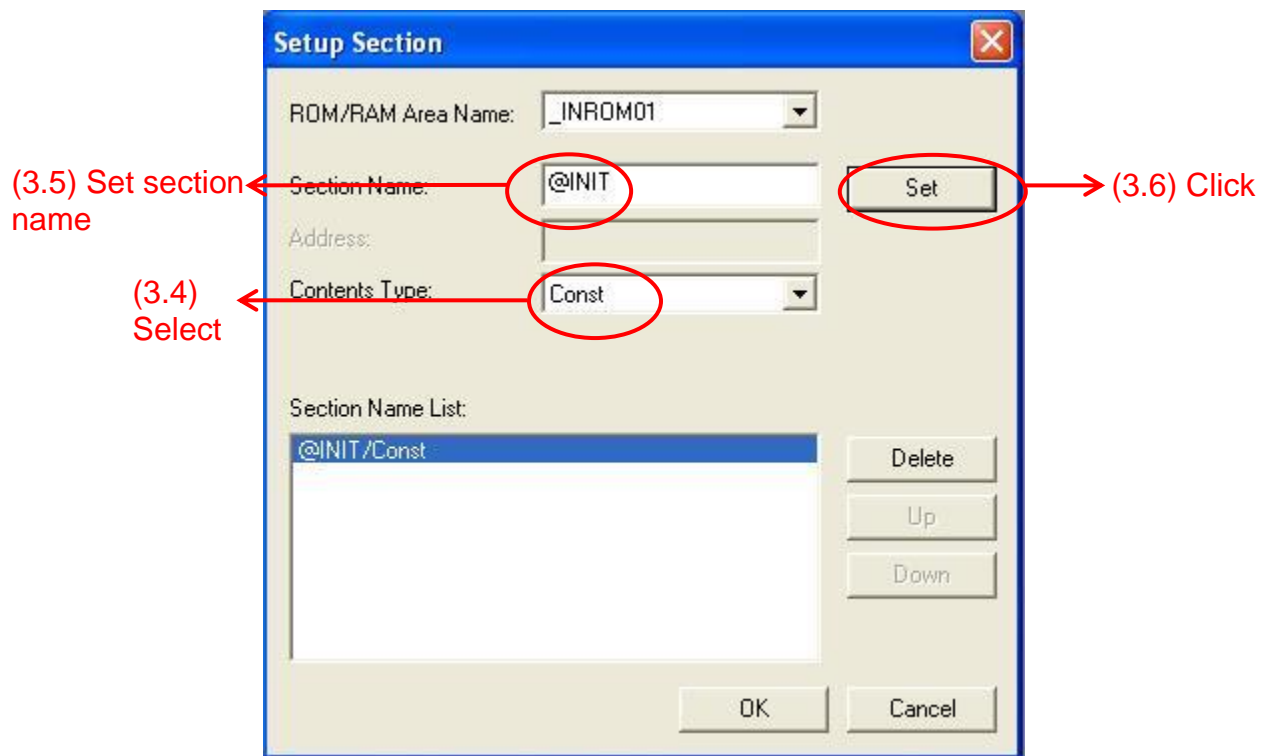 Setup Section
ROM/RAM Area Name:
_INROM01
(3.5) Set section
name
Section Name:
@INIT
Set
(3.6) Click
Address:
(3.4)
Select
Contents Type:
Const
Section Name List:
@INIT/Const
Delete
Up
Down
OK
Cancel